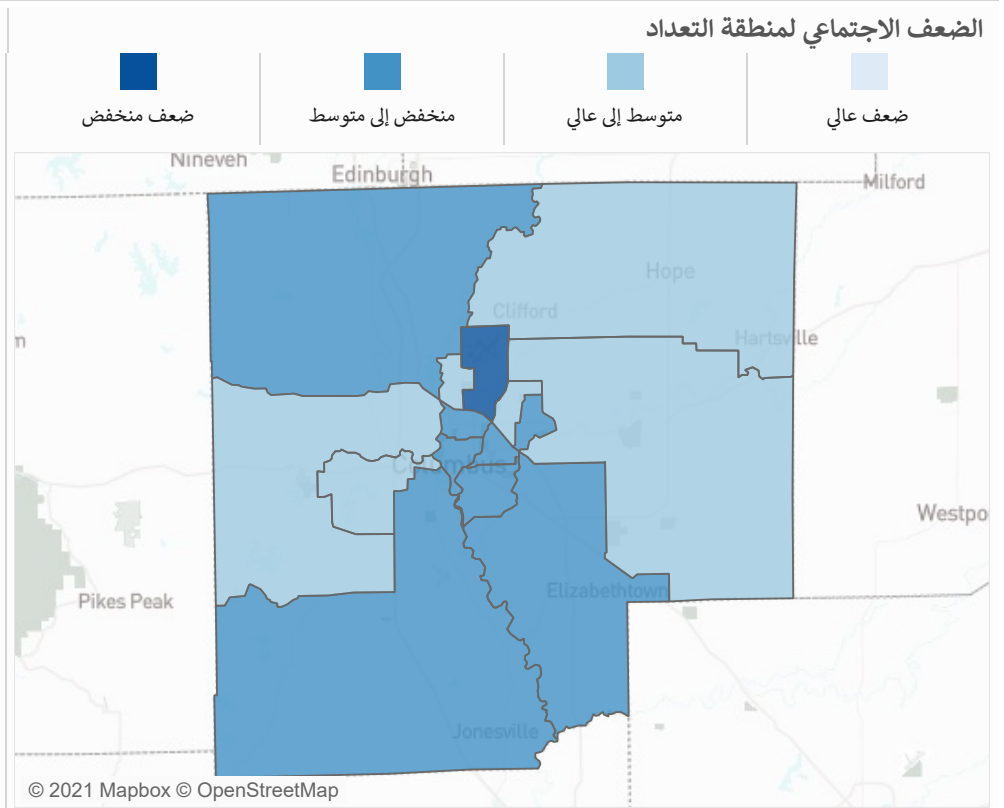 الضعف الاجتماعي لمنطقة التعداد
ضعف عالي
متوسط إلى عالي
منخفض إلى متوسط
ضعف منخفض
Nineveh
Edinburgh
Milford
Hope
Clifford
Hartsville
Columbus
Westpo
Elizabethtown
Pikes Peak
Jonesville
© 2021 Mapbox © OpenStreetMap